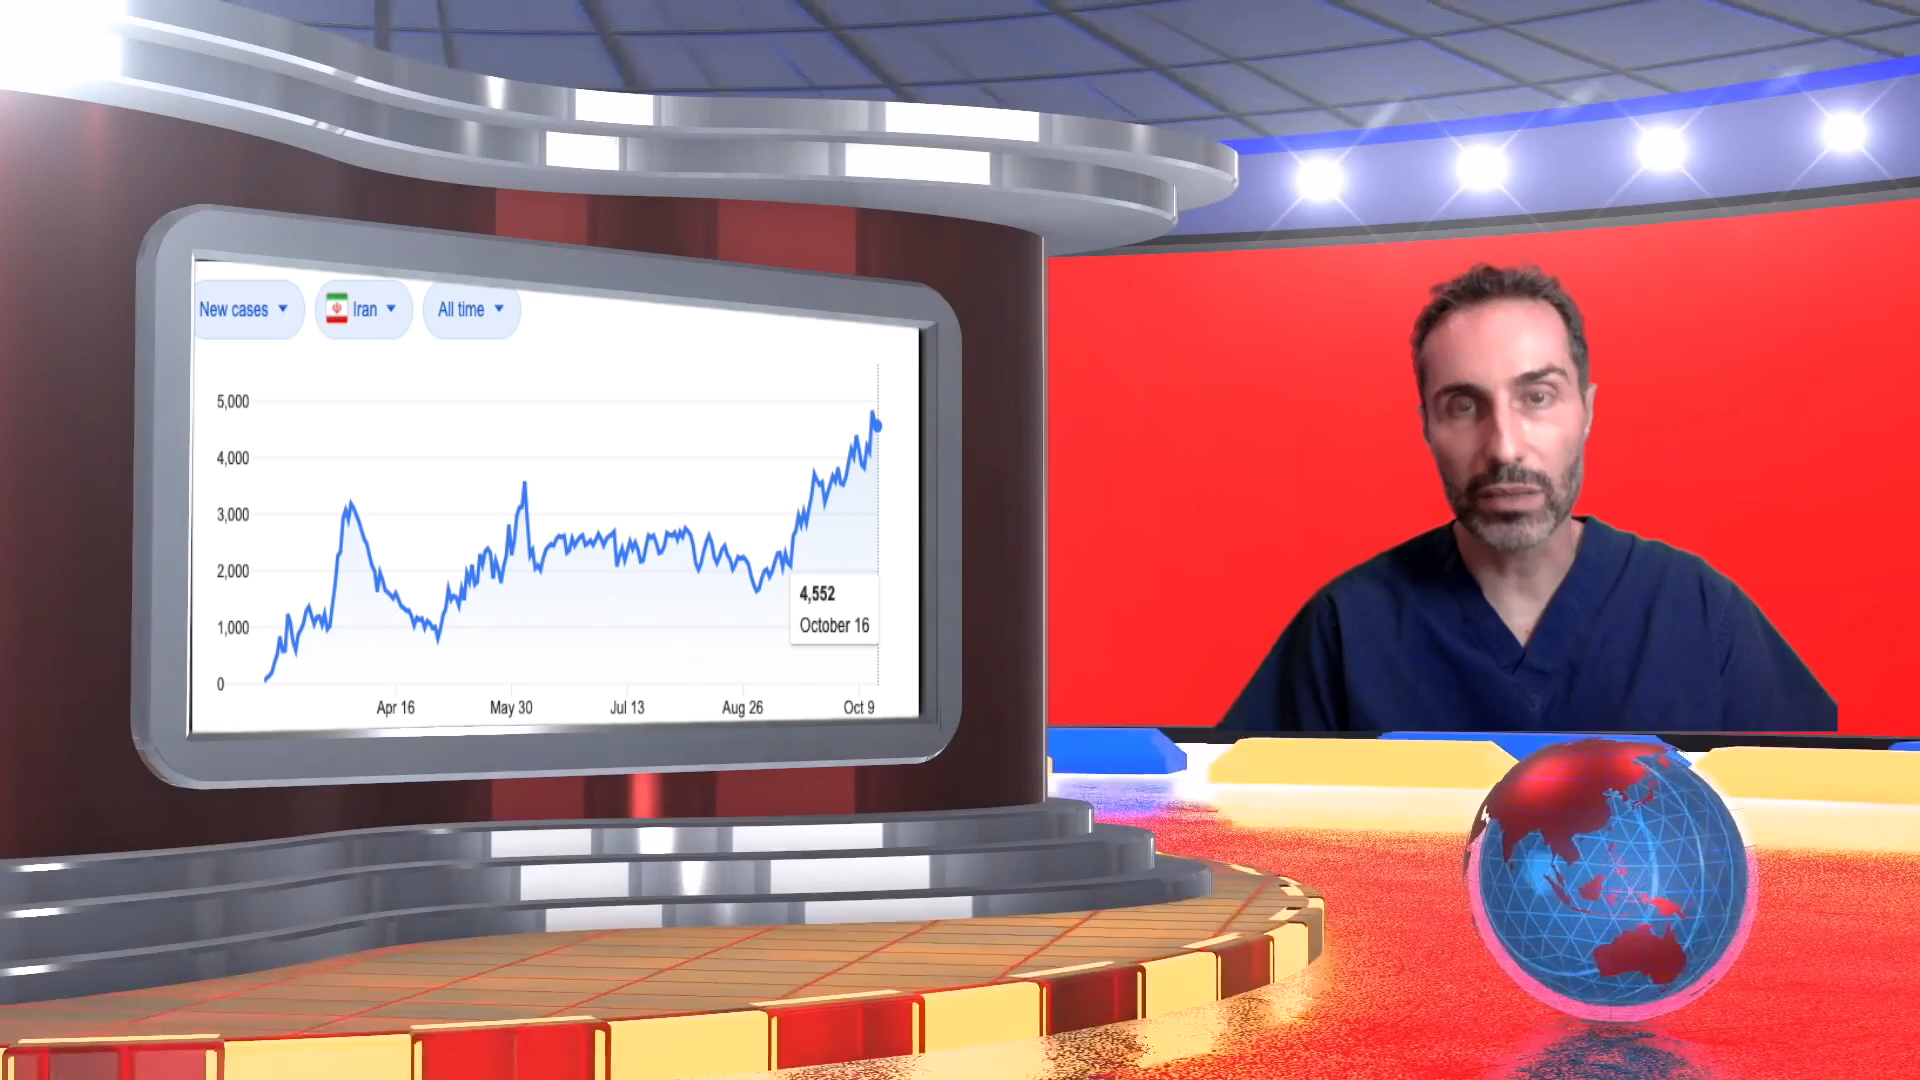 New cases Iran All time
5,000
4,000
3,000
2,000
1,000
0
4,552
October 16
Apr 16 May 30 Jul 13 Aug 26 Oct 9